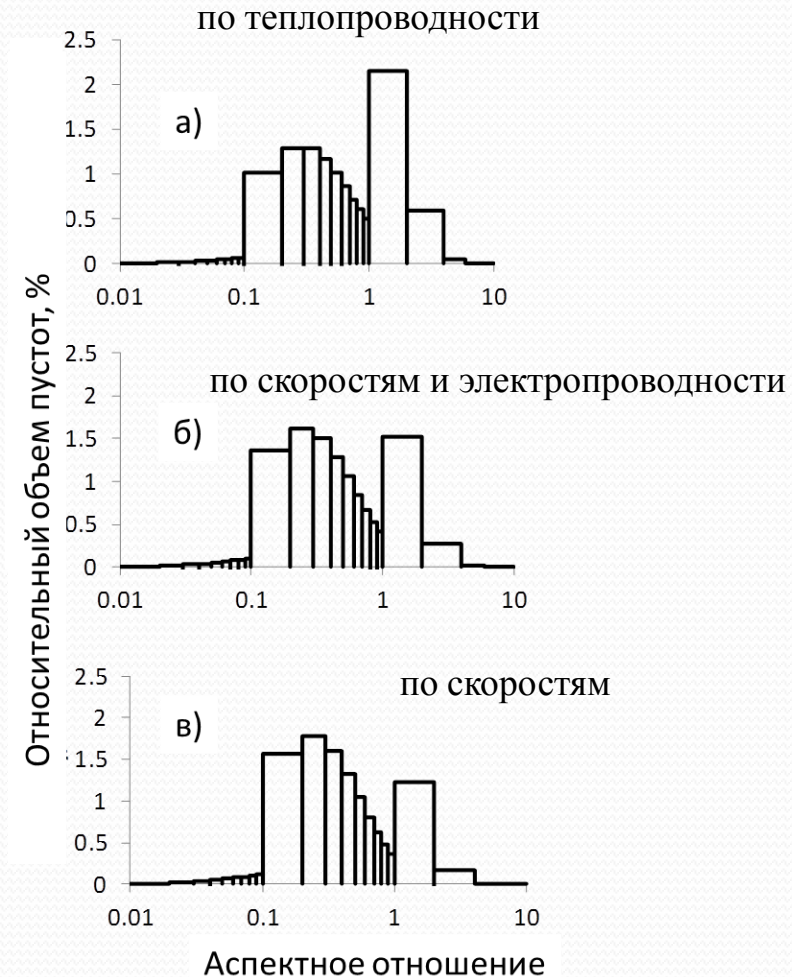 по теплопроводности
2.5
2
1.5
1
0.5
0
а)
0.01 0.1 1 10
Относительный объем пустот, %
2.5
2
1.5
1
0.5
0
по скоростям и электропроводности
б)
0.01 0.1 1 10
2.5
2
1.5
1
0.5
0
по скоростям
в)
0.01 0.1 1 10
Аспектное отношение